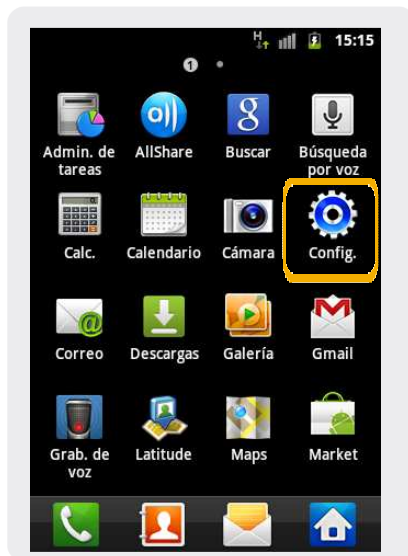 H 15:15
1
Admin. de tareas
AllShare
Buscar
Búsqueda por voz
Calc.
Calendario
Cámara
Config.
Correo
Descargas
Galería
Gmail
Grab. de voz
Latitude
Maps
Market